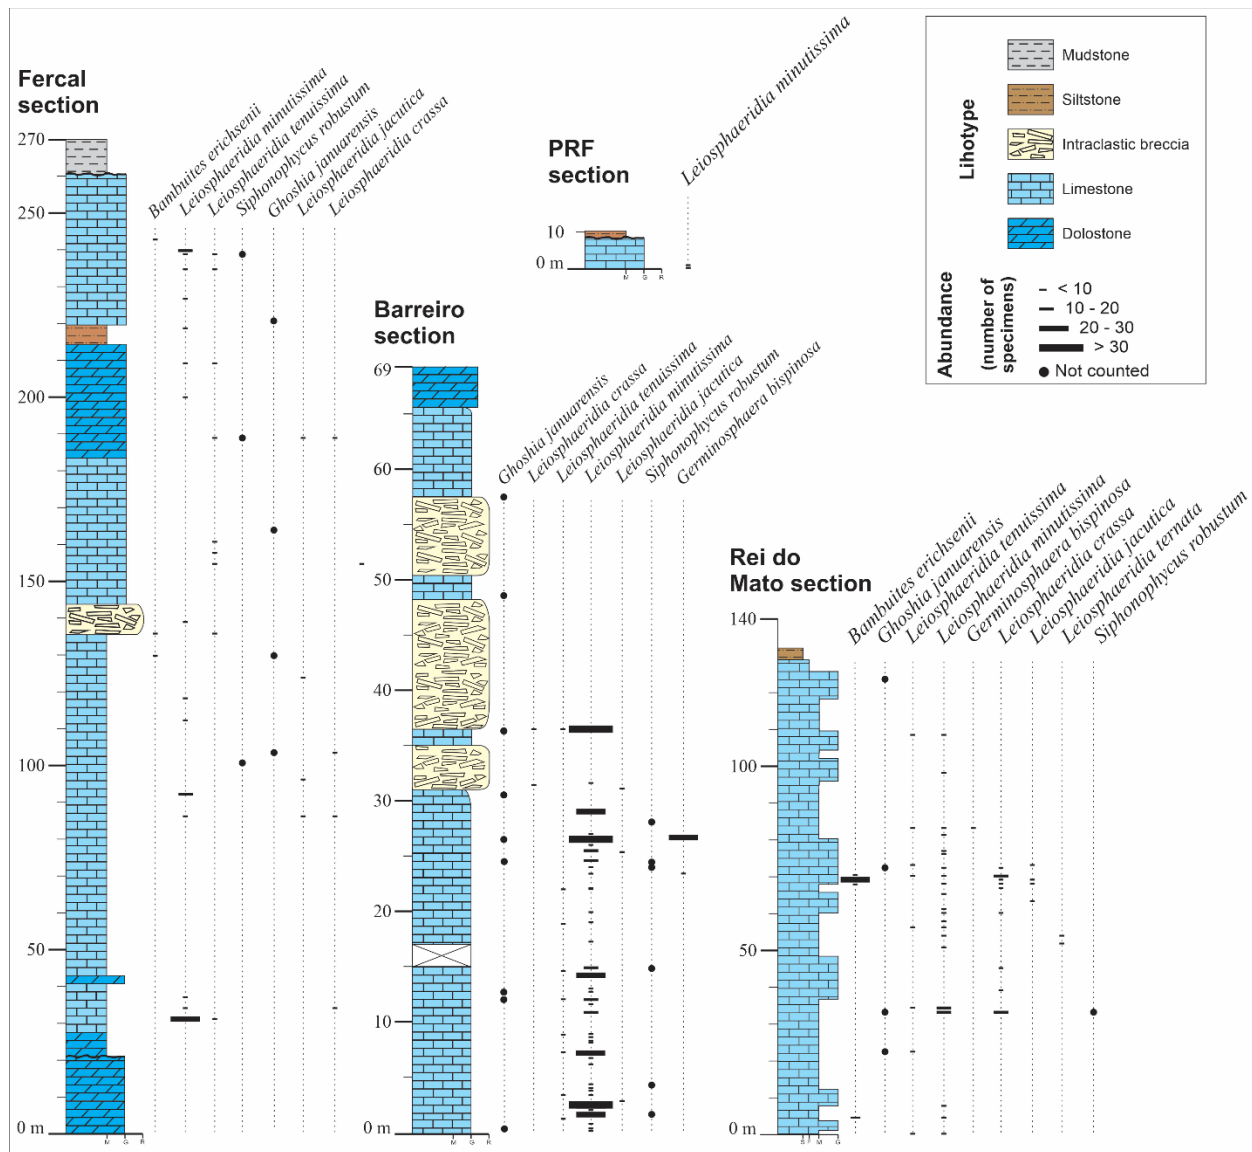 Fercal
section
270
250
200
150
100
50
0 m
M G R
Bambuites erichsenii
Leiosphaeridia minutissima
Leiosphaeridia tenuissima
Siphonophycus robustum
Ghoshia januarensis
Leiosphaeridia jacutica
Leiosphaeridia crassa
PRF
section
10
0 m
M G R
Leiosphaeridia minutissima
Barreiro
section
69
60
50
40
30
20
10
0 m
M G R
Ghoshia januarensis
Leiosphaeridia crassa
Leiosphaeridia tenuissima
Leiosphaeridia minutissima
Leiosphaeridia jacutica
Siphonophycus robustum
Germinosphaera bispinosa
Rei do
Mato section
140
100
50
0 m
S F M G
Bambuites erichsenii
Ghoshia januarensis
Leiosphaeridia tenuissima
Leiosphaeridia minutissima
Germinosphaera bispinosa
Leiosphaeridia crassa
Leiosphaeridia jacutica
Leiosphaeridia ternata
Siphonophycus robustum
Lihotype
Mudstone
Siltstone
Intraclastic breccia
Limestone
Dolostone
Abundance
(number of
specimens)
< 10
10 - 20
20 - 30
> 30
Not counted